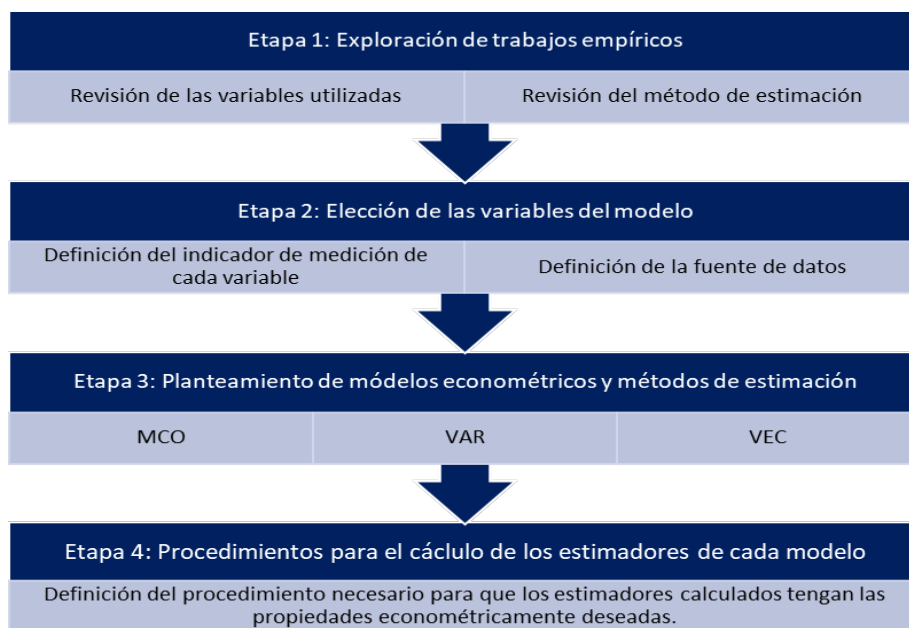 Etapa 1: Exploración de trabajos empíricos
Revisión de las variables utilizadas
Revisión del método de estimación
Etapa 2: Elección de las variables del modelo
Definición del indicador de medición de
cada variable
Definición de la fuente de datos
Etapa 3: Planteamiento de módelos econométricos y métodos de estimación
MCO
VAR
VEC
Etapa 4: Procedimientos para el cáclulo de los estimadores de cada modelo
Definición del procedimiento necesario para que los estimadores calculados tengan las
propiedades econométricamente deseadas.